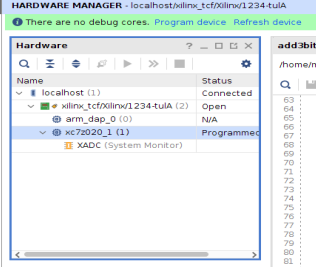 HARDWARE MANAGER - localhost/xilinx_tcf/Xilinx/1234-tulA
There are no debug cores. Program device Refresh device
Hardware
Name Status
localhost (1) Connected
xilinx_tcf/Xilinx/1234-tulA (2) Open
arm_dap_0 (0) N/A
xc7z020_1 (1) Programmed
XADC (System Monitor)
add3bit
/home/m
63
64
65
66
67
68
69
70
71
72
73
74
75
76
77
78
79
80
81